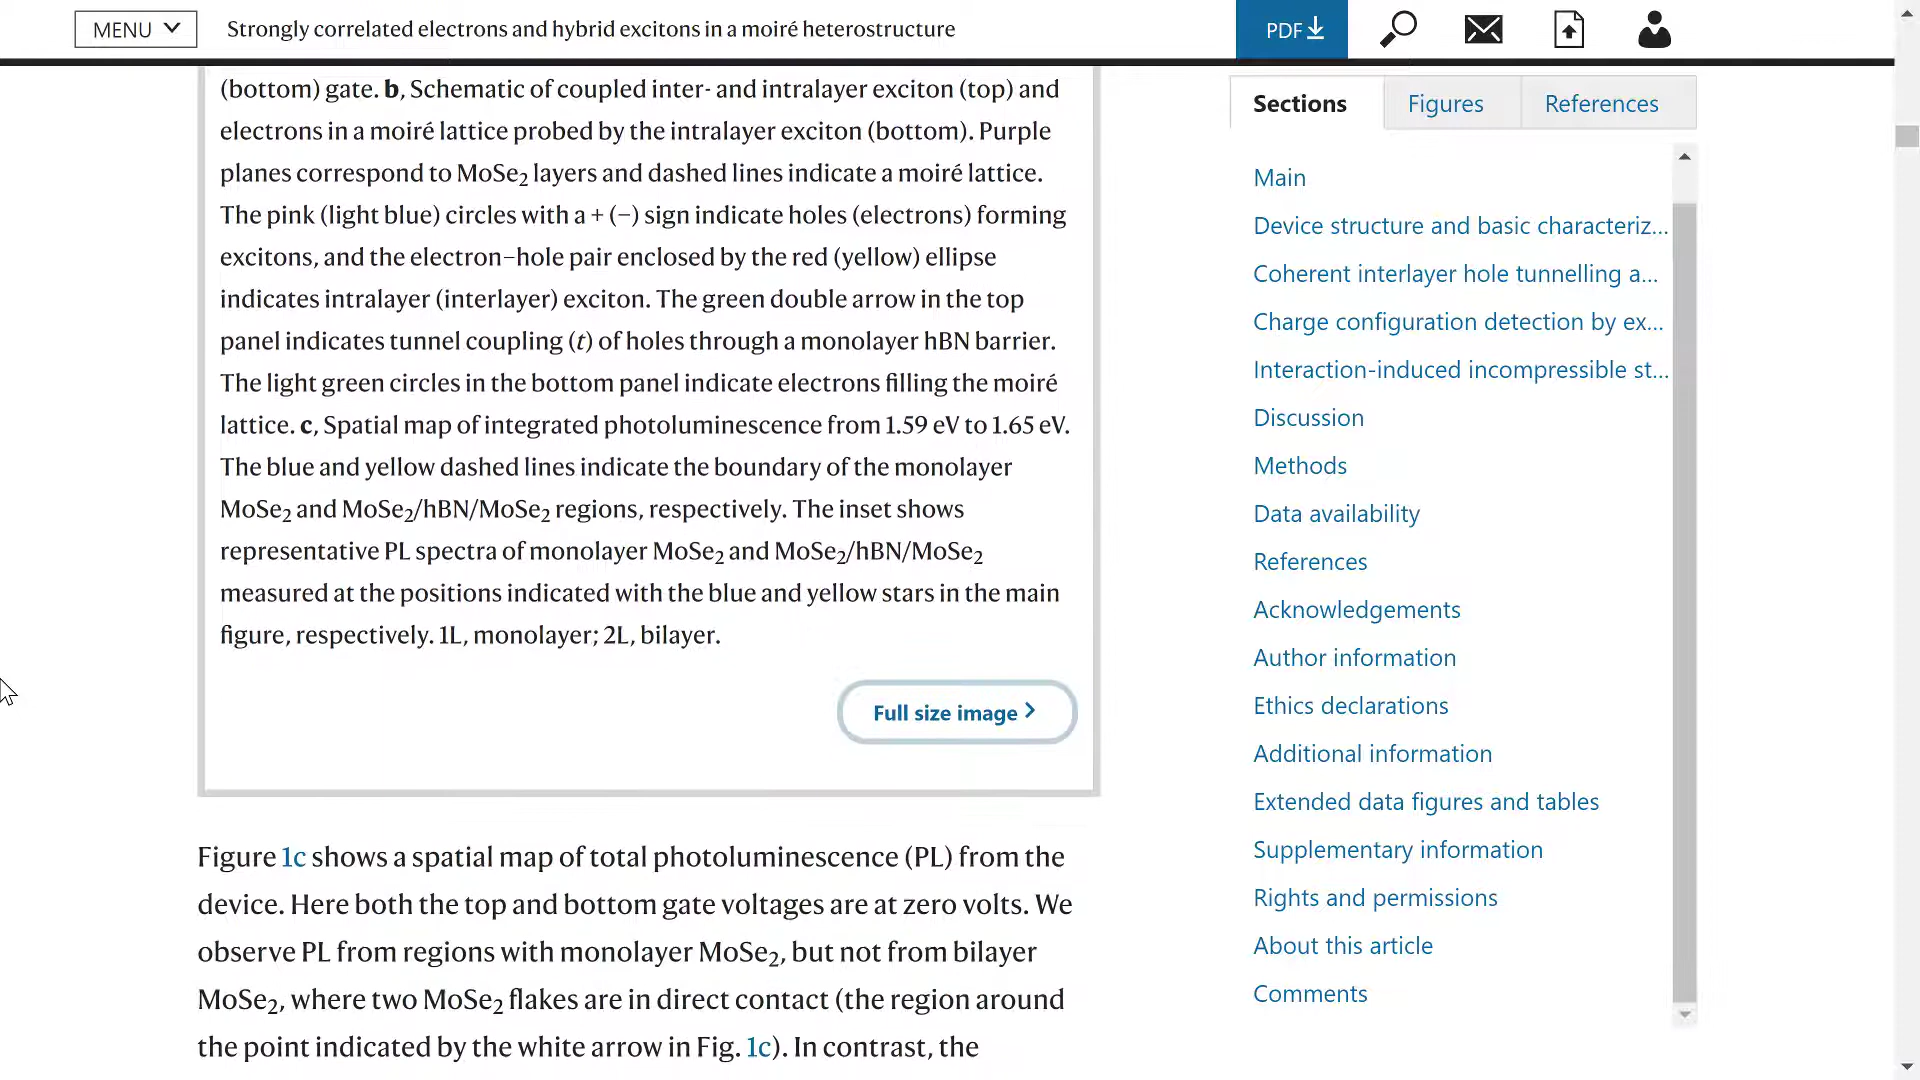 MENU
Strongly correlated electrons and hybrid excitons in a moiré heterostructure
PDF
(bottom) gate. b, Schematic of coupled inter- and intralayer exciton (top) and
electrons in a moiré lattice probed by the intralayer exciton (bottom). Purple
planes correspond to MoSe₂ layers and dashed lines indicate a moiré lattice.
The pink (light blue) circles with a + (−) sign indicate holes (electrons) forming
excitons, and the electron–hole pair enclosed by the red (yellow) ellipse
indicates intralayer (interlayer) exciton. The green double arrow in the top
panel indicates tunnel coupling (t) of holes through a monolayer hBN barrier.
The light green circles in the bottom panel indicate electrons filling the moiré
lattice. c, Spatial map of integrated photoluminescence from 1.59 eV to 1.65 eV.
The blue and yellow dashed lines indicate the boundary of the monolayer
MoSe₂ and MoSe₂/hBN/MoSe₂ regions, respectively. The inset shows
representative PL spectra of monolayer MoSe₂ and MoSe₂/hBN/MoSe₂
measured at the positions indicated with the blue and yellow stars in the main
figure, respectively. 1L, monolayer; 2L, bilayer.
Full size image
Figure 1c shows a spatial map of total photoluminescence (PL) from the
device. Here both the top and bottom gate voltages are at zero volts. We
observe PL from regions with monolayer MoSe₂, but not from bilayer
MoSe₂, where two MoSe₂ flakes are in direct contact (the region around
the point indicated by the white arrow in Fig. 1c). In contrast, the
Sections
Figures
References
Main
Device structure and basic characteriz...
Coherent interlayer hole tunnelling a...
Charge configuration detection by ex...
Interaction-induced incompressible st...
Discussion
Methods
Data availability
References
Acknowledgements
Author information
Ethics declarations
Additional information
Extended data figures and tables
Supplementary information
Rights and permissions
About this article
Comments